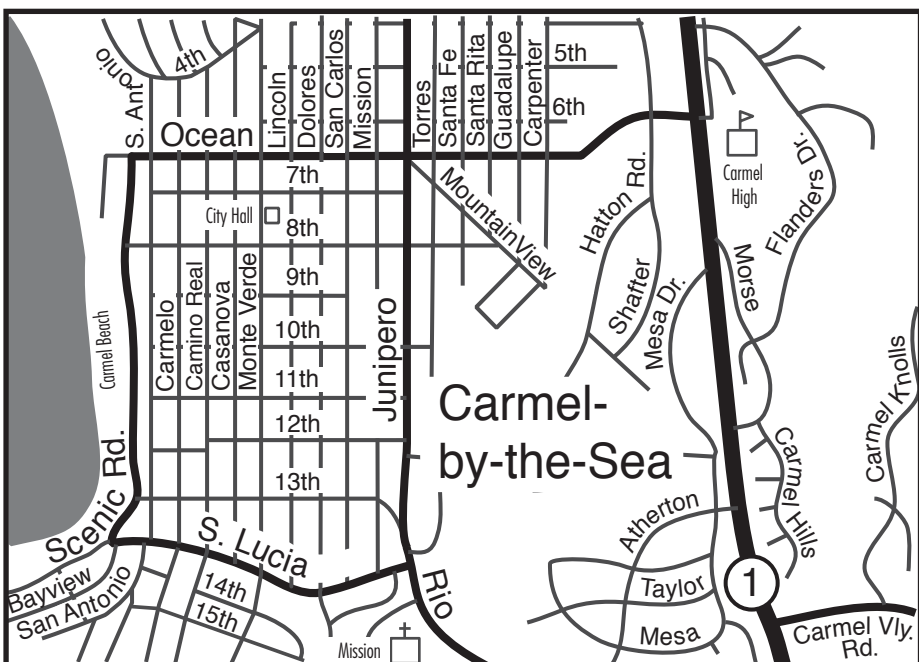 4th
S. Antonio
Ocean
Lincoln
Dolores
San Carlos
Mission
Torres
Santa Fe
Santa Rita
Guadalupe
Carpenter
5th
6th
Carmel
High
Flanders Dr.
7th
City Hall
8th
Mountain View
Hatton Rd.
Shafter
Mesa Dr.
Morse
9th
Carmelo
Camino Real
Casanova
Monte Verde
10th
11th
12th
13th
Junipero
Carmel Beach
Carmel-
by-the-Sea
Carmel Knolls
Carmel Hills
Scenic Rd.
S. Lucia
Atherton
Bayview
San Antonio
14th
15th
Rio
Taylor
Mesa
1
Mission
Carmel Vly.
Rd.